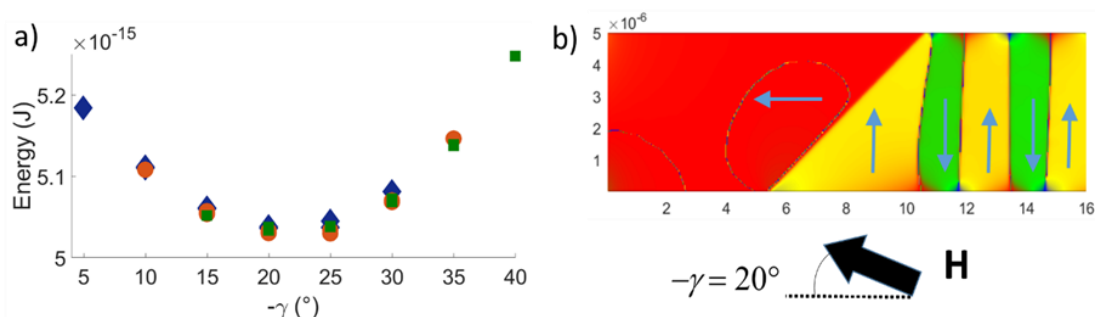 a)
×10⁻¹⁵
Energy (J)
5.2
5.1
5
5 10 15 20 25 30 35 40
-γ (°)
b)
×10⁻⁶
5
4
3
2
1
2 4 6 8 10 12 14 16
−γ = 20°
H